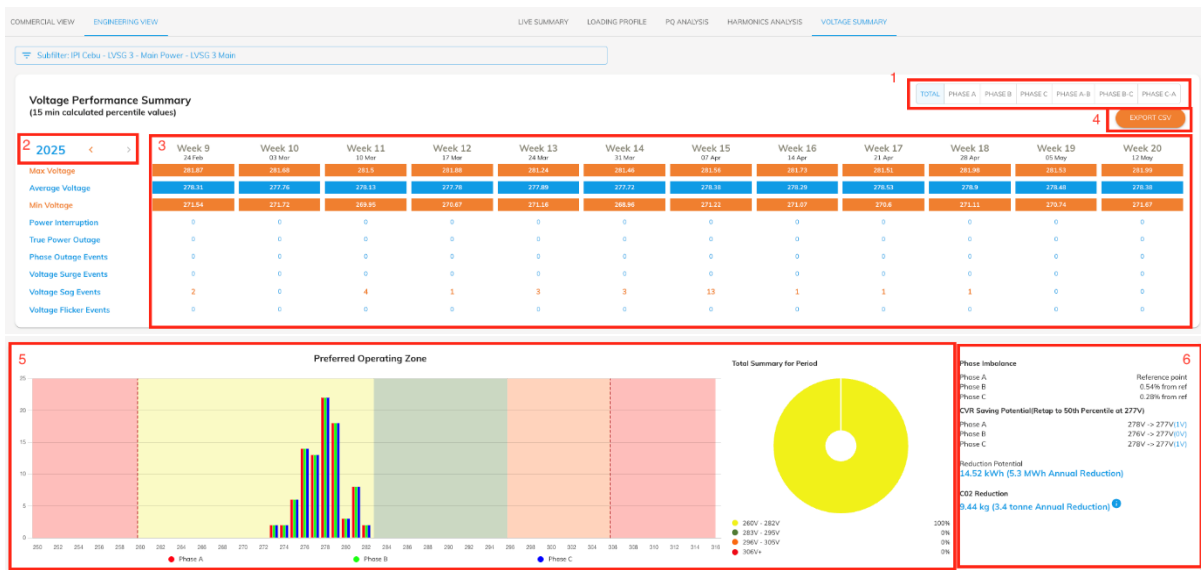 COMMERCIAL VIEW ENGINEERING VIEW LIVE SUMMARY LOADING PROFILE PQ ANALYSIS HARMONICS ANALYSIS VOLTAGE SUMMARY
Subfilter: IPI Cebu - LVSG 3 - Main Power - LVSG 3 Main
1
Voltage Performance Summary
(15 min calculated percentile values)
TOTAL PHASE A PHASE B PHASE C PHASE A-B PHASE B-C PHASE C-A
4 EXPORT CSV
2 2025 < >
3 Week 9 Week 10 Week 11 Week 12 Week 13 Week 14 Week 15 Week 16 Week 17 Week 18 Week 19 Week 20
24 Feb 03 Mar 10 Mar 17 Mar 24 Mar 31 Mar 07 Apr 14 Apr 21 Apr 28 Apr 05 May 12 May
Max Voltage 281.87 281.68 281.5 281.88 281.24 281.46 281.56 281.73 281.51 281.98 281.53 281.99
Average Voltage 278.31 277.76 278.13 277.78 277.89 277.72 278.38 278.29 278.53 278.9 278.48 278.38
Min Voltage 271.54 271.72 269.95 270.67 271.16 268.96 271.22 271.07 270.6 271.11 270.74 271.67
Power Interruption 0 0 0 0 0 0 0 0 0 0 0 0
True Power Outage 0 0 0 0 0 0 0 0 0 0 0 0
Phase Outage Events 0 0 0 0 0 0 0 0 0 0 0 0
Voltage Surge Events 0 0 0 0 0 0 0 0 0 0 0 0
Voltage Sag Events 2 0 4 1 3 3 13 1 1 1 0 0
Voltage Flicker Events 0 0 0 0 0 0 0 0 0 0 0 0
5
Preferred Operating Zone
25
20
15
10
5
0
250 252 254 256 258 260 262 264 266 268 270 272 274 276 278 280 282 284 286 288 290 292 294 296 298 300 302 304 306 308 310 312 314 316
Phase A Phase B Phase C
Total Summary for Period
260V - 282V 100%
283V - 295V 0%
296V - 305V 0%
306V+ 0%
6
Phase Imbalance
Phase A Reference point
Phase B 0.54% from ref
Phase C 0.28% from ref
CVR Saving Potential(Retap to 50th Percentile at 277V)
Phase A 278V -> 277V(1V)
Phase B 276V -> 277V(0V)
Phase C 278V -> 277V(1V)
Reduction Potential
14.52 kWh (5.3 MWh Annual Reduction)
C02 Reduction
9.44 kg (3.4 tonne Annual Reduction)